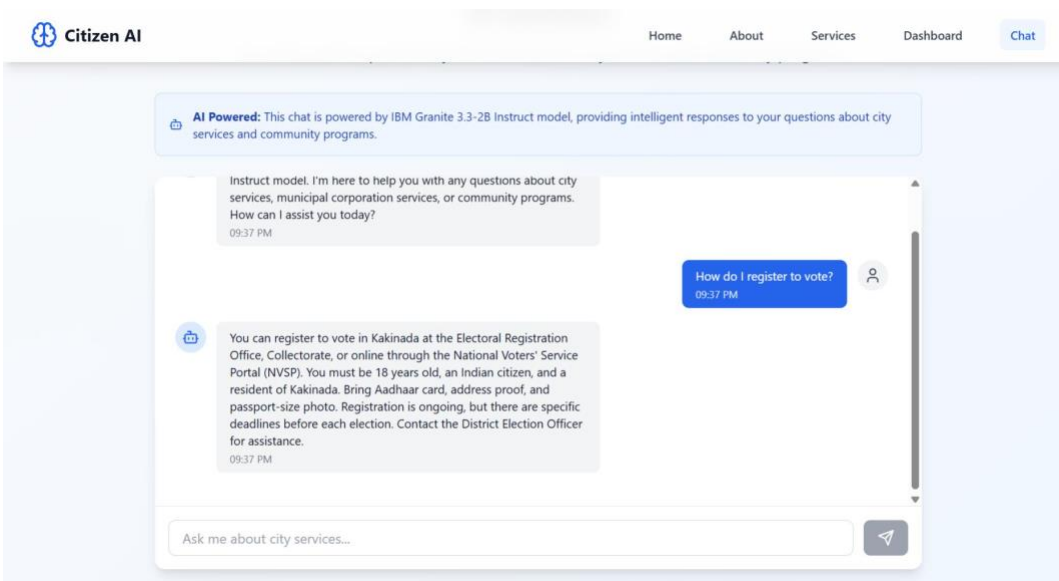 Citizen AI
Home About Services Dashboard Chat
AI Powered: This chat is powered by IBM Granite 3.3-2B Instruct model, providing intelligent responses to your questions about city
services and community programs.
Instruct model. I'm here to help you with any questions about city
services, municipal corporation services, or community programs.
How can I assist you today?
09:37 PM
How do I register to vote?
09:37 PM
You can register to vote in Kakinada at the Electoral Registration
Office, Collectorate, or online through the National Voters' Service
Portal (NVSP). You must be 18 years old, an Indian citizen, and a
resident of Kakinada. Bring Aadhaar card, address proof, and
passport-size photo. Registration is ongoing, but there are specific
deadlines before each election. Contact the District Election Officer
for assistance.
09:37 PM
Ask me about city services...